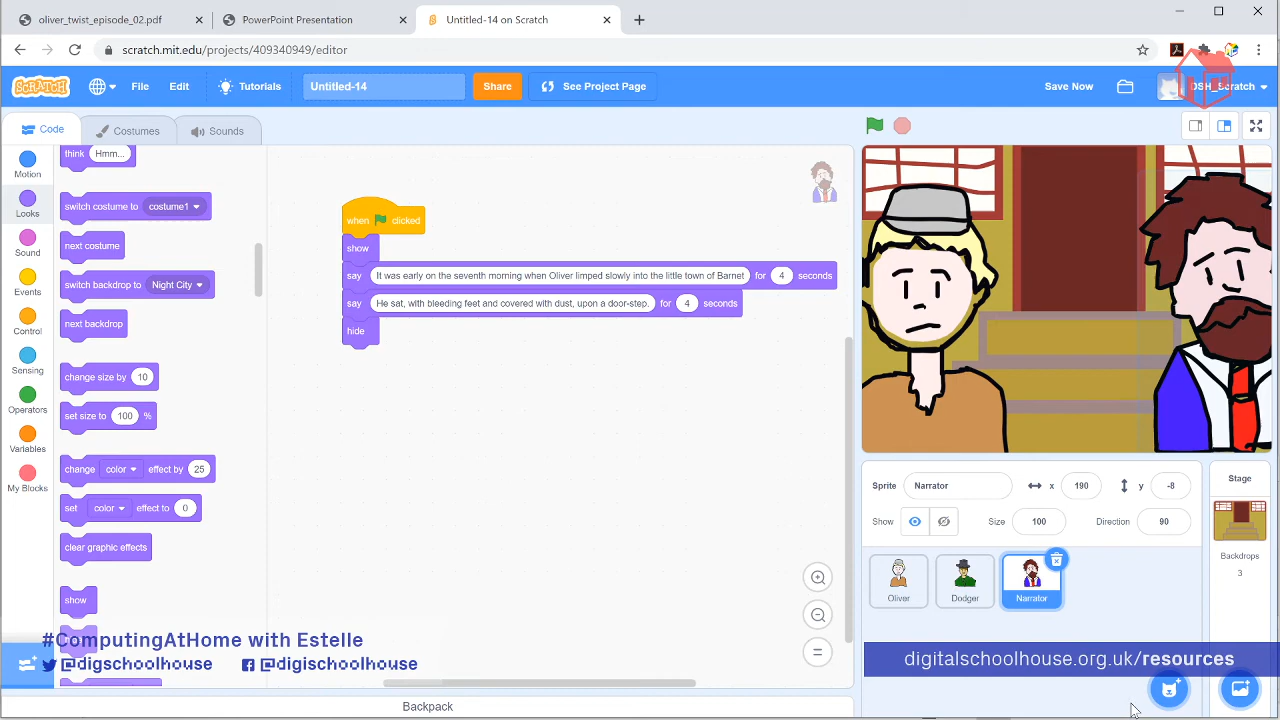 oliver_twist_episode_02.pdf
PowerPoint Presentation
Untitled-14 on Scratch
scratch.mit.edu/projects/409340949/editor
SCRATCH
File
Edit
Tutorials
Untitled-14
Share
See Project Page
Save Now
DSH_Scratch
Code
Costumes
Sounds
Motion
Looks
Sound
Events
Control
Sensing
Operators
Variables
My Blocks
think Hmm...
switch costume to costume1
next costume
switch backdrop to Night City
next backdrop
change size by 10
set size to 100 %
change color effect by 25
set color effect to 0
clear graphic effects
show
when clicked
show
say It was early on the seventh morning when Oliver limped slowly into the little town of Barnet for 4 seconds
say He sat, with bleeding feet and covered with dust, upon a door-step. for 4 seconds
hide
Sprite Narrator x 190 y -8
Show Size 100 Direction 90
Oliver
Dodger
Narrator
Stage
Backdrops
3
#ComputingAtHome with Estelle
@digschoolhouse @digischoolhouse
digitalschoolhouse.org.uk/resources
Backpack